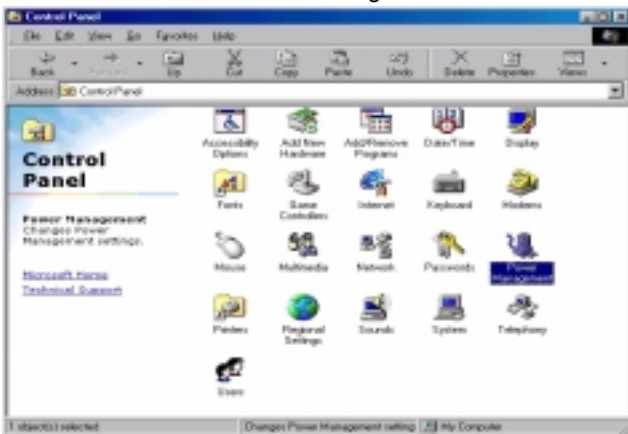 Control Panel
File Edit View Go Favorites Help
Back Forward Up Cut Copy Paste Undo Delete Properties Views
Address Control Panel
Control
Panel
Power Management
Changes Power
Management settings.
Microsoft Home
Technical Support
Accessibility
Options
Add New
Hardware
Add/Remove
Programs
Date/Time
Display
Fonts
Game
Controllers
Internet
Keyboard
Modems
Mouse
Multimedia
Network
Passwords
Power
Management
Printers
Regional
Settings
Sounds
System
Telephony
Users
1 object(s) selected
Changes Power Management setting
My Computer